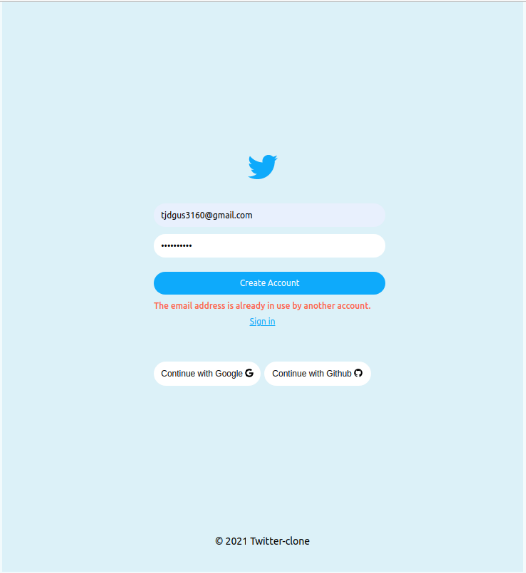 tjdgus3160@gmail.com
••••••••••
Create Account
The email address is already in use by another account.
Sign in
Continue with Google
Continue with Github
© 2021 Twitter-clone